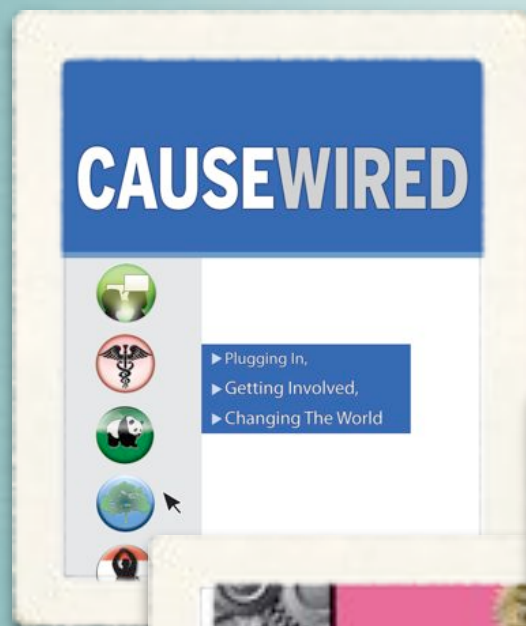 CAUSEWIRED
▶ Plugging In,
▶ Getting Involved,
▶ Changing The World